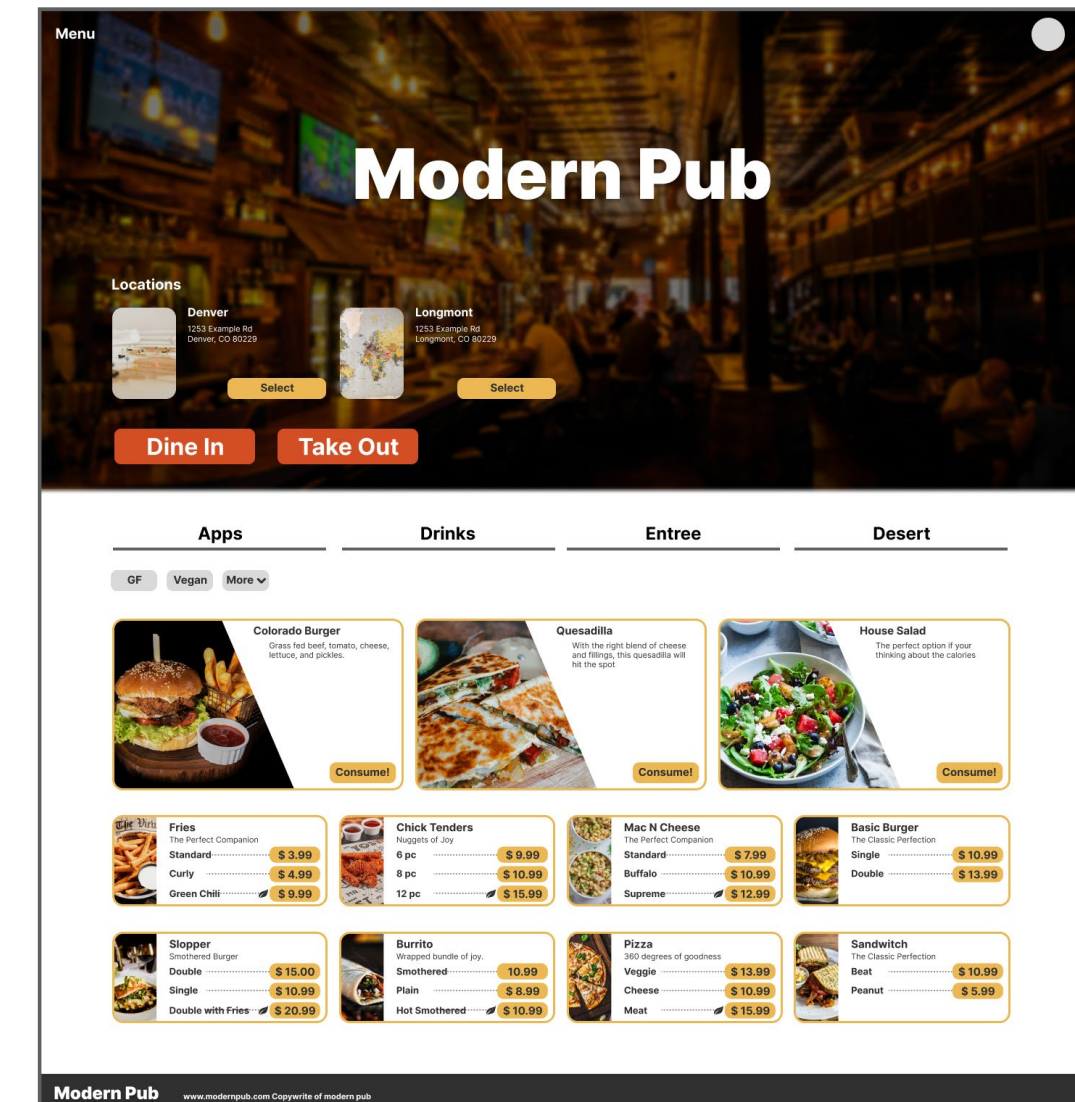 Menu
Modern Pub
Locations
Denver
1253 Example Rd
Denver, CO 80229
Select
Longmont
1253 Example Rd
Longmont, CO 80229
Select
Dine In
Take Out
Apps
Drinks
Entree
Desert
GF
Vegan
More
Colorado Burger
Grass fed beef, tomato, cheese,
lettuce, and pickles.
Consume!
Quesadilla
With the right blend of cheese
and fillings, this quesadilla will
hit the spot
Consume!
House Salad
The perfect option if your
thinking about the calories
Consume!
Fries
The Perfect Companion
Standard $ 3.99
Curly $ 4.99
Green Chili $ 9.99
Chick Tenders
Nuggets of Joy
6 pc $ 9.99
8 pc $ 10.99
12 pc $ 15.99
Mac N Cheese
The Perfect Companion
Standard $ 7.99
Buffalo $ 10.99
Supreme $ 12.99
Basic Burger
The Classic Perfection
Single $ 10.99
Double $ 13.99
Slopper
Smothered Burger
Double $ 15.00
Single $ 10.99
Double with Fries $ 20.99
Burrito
Wrapped bundle of joy.
Smothered 10.99
Plain $ 8.99
Hot Smothered $ 10.99
Pizza
360 degrees of goodness
Veggie $ 13.99
Cheese $ 10.99
Meat $ 15.99
Sandwitch
The Classic Perfection
Beat $ 10.99
Peanut $ 5.99
Modern Pub
www.modernpub.com Copywrite of modern pub